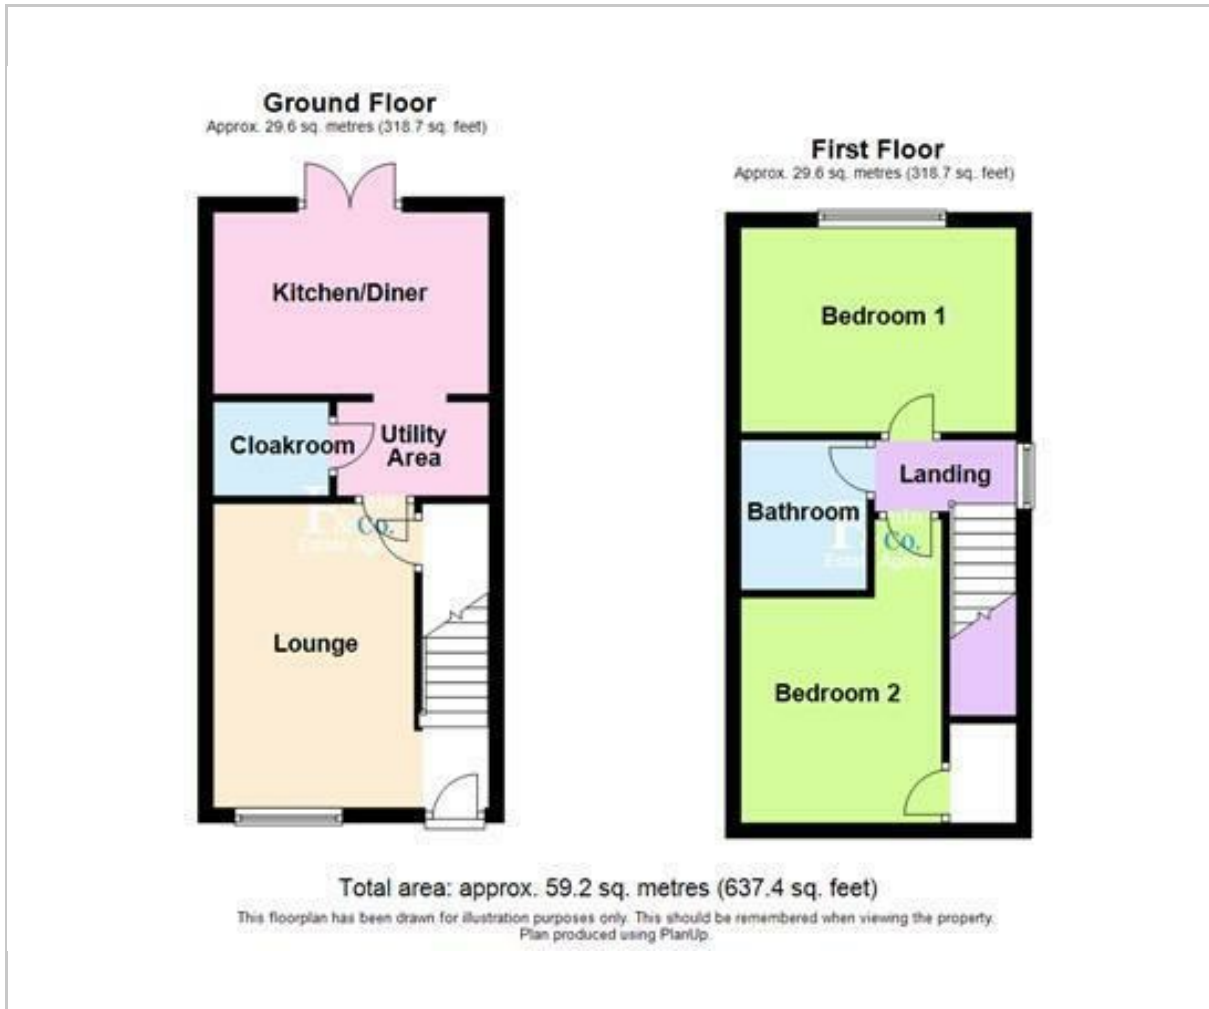 Ground Floor
Approx. 29.6 sq. metres (318.7 sq. feet)
Kitchen/Diner
Cloakroom
Utility
Area
Co.
Lounge
First Floor
Approx. 29.6 sq. metres (318.7 sq. feet)
Bedroom 1
Landing
Bathroom
Co.
Bedroom 2
Total area: approx. 59.2 sq. metres (637.4 sq. feet)
This floorplan has been drawn for illustration purposes only. This should be remembered when viewing the property.
Plan produced using PlanUp.